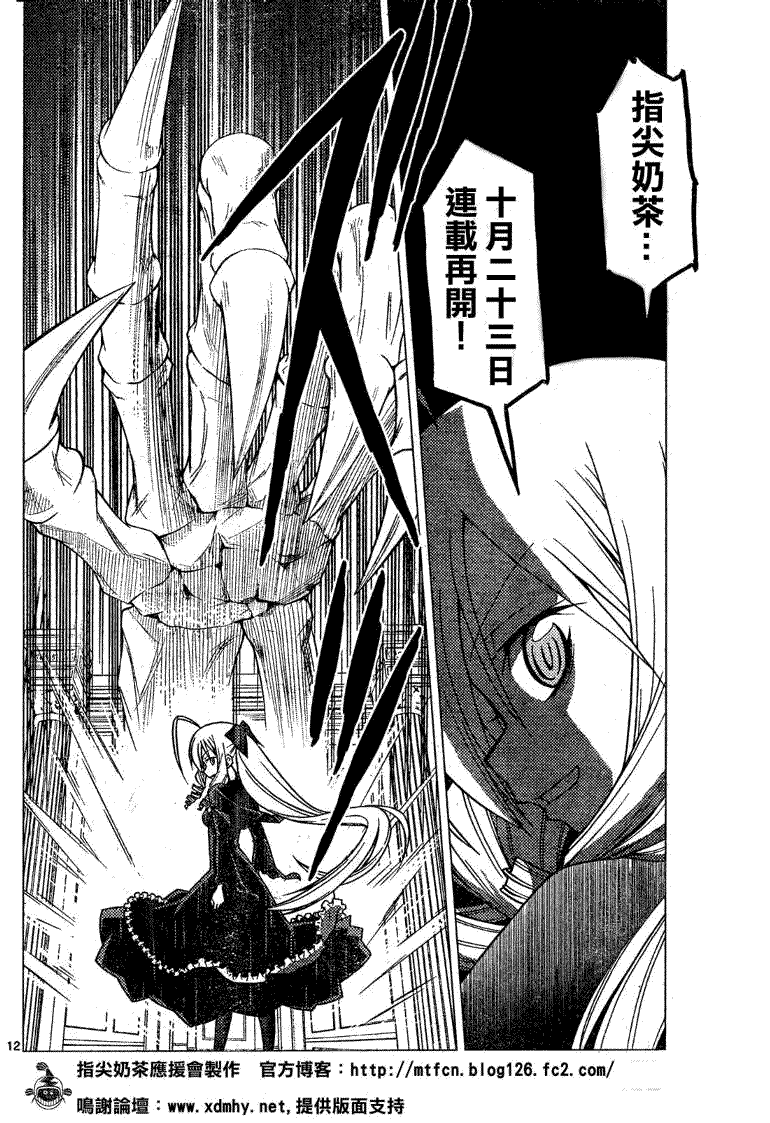 指尖奶茶…
十月二十三日
連載再開！
12
指尖奶茶應援會製作　官方博客：http://mtfcn.blog126.fc2.com/
鳴謝論壇：www.xdmhy.net,提供版面支持